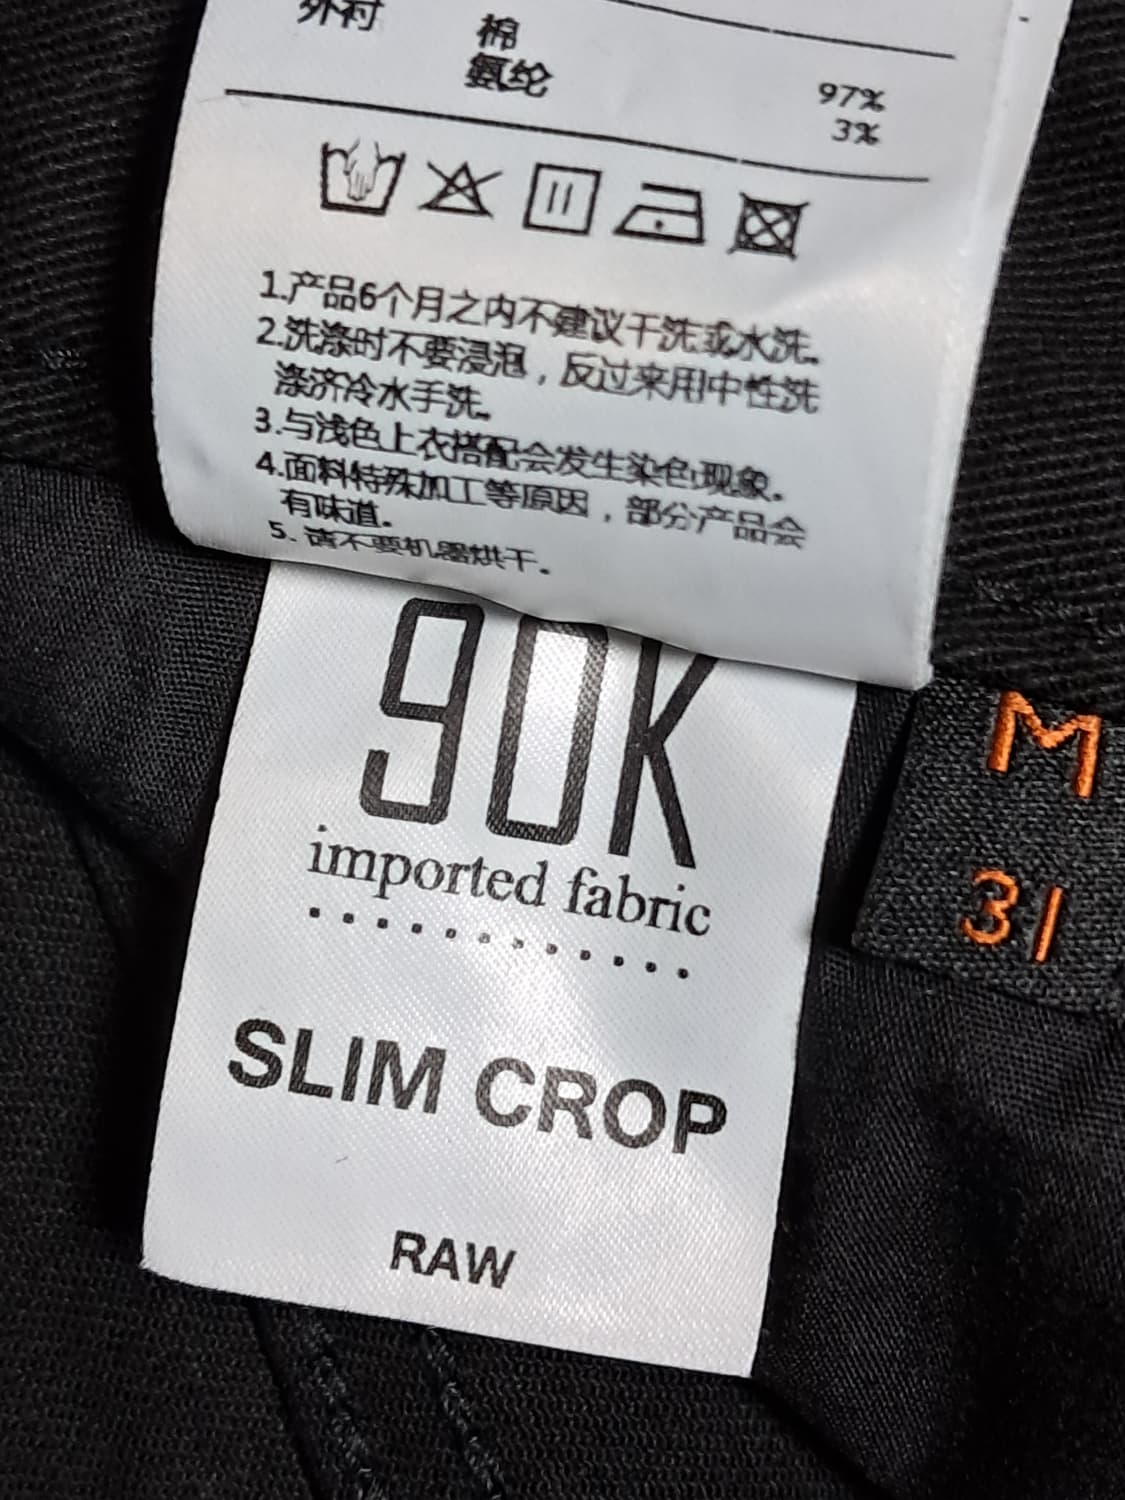 外衬 棉 97%
氨纶 3%
1.产品6个月之内不建议干洗或水洗。
2.洗涤时不要浸泡，反过来用中性洗
涤济冷水手洗。
3.与浅色上衣搭配会发生染色现象。
4.面料特殊加工等原因，部分产品会
有味道.
5、请不要机器烘干。
90K
imported fabric
SLIM CROP
RAW
M
31